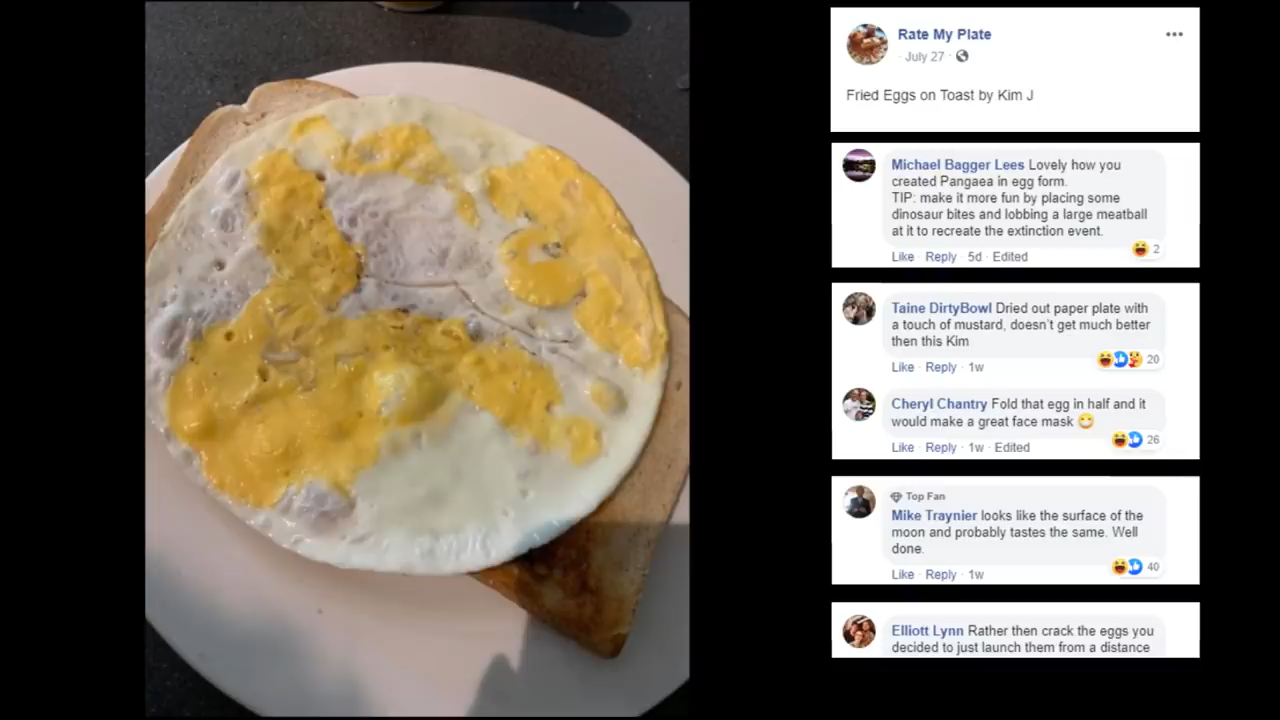 Rate My Plate
· July 27 ·
Fried Eggs on Toast by Kim J
Michael Bagger Lees Lovely how you
created Pangaea in egg form.
TIP: make it more fun by placing some
dinosaur bites and lobbing a large meatball
at it to recreate the extinction event.
2
Like · Reply · 5d · Edited
Taine DirtyBowl Dried out paper plate with
a touch of mustard, doesn't get much better
then this Kim
20
Like · Reply · 1w
Cheryl Chantry Fold that egg in half and it
would make a great face mask 😷
26
Like · Reply · 1w · Edited
Top Fan
Mike Traynier looks like the surface of the
moon and probably tastes the same. Well
done.
40
Like · Reply · 1w
Elliott Lynn Rather then crack the eggs you
decided to just launch them from a distance